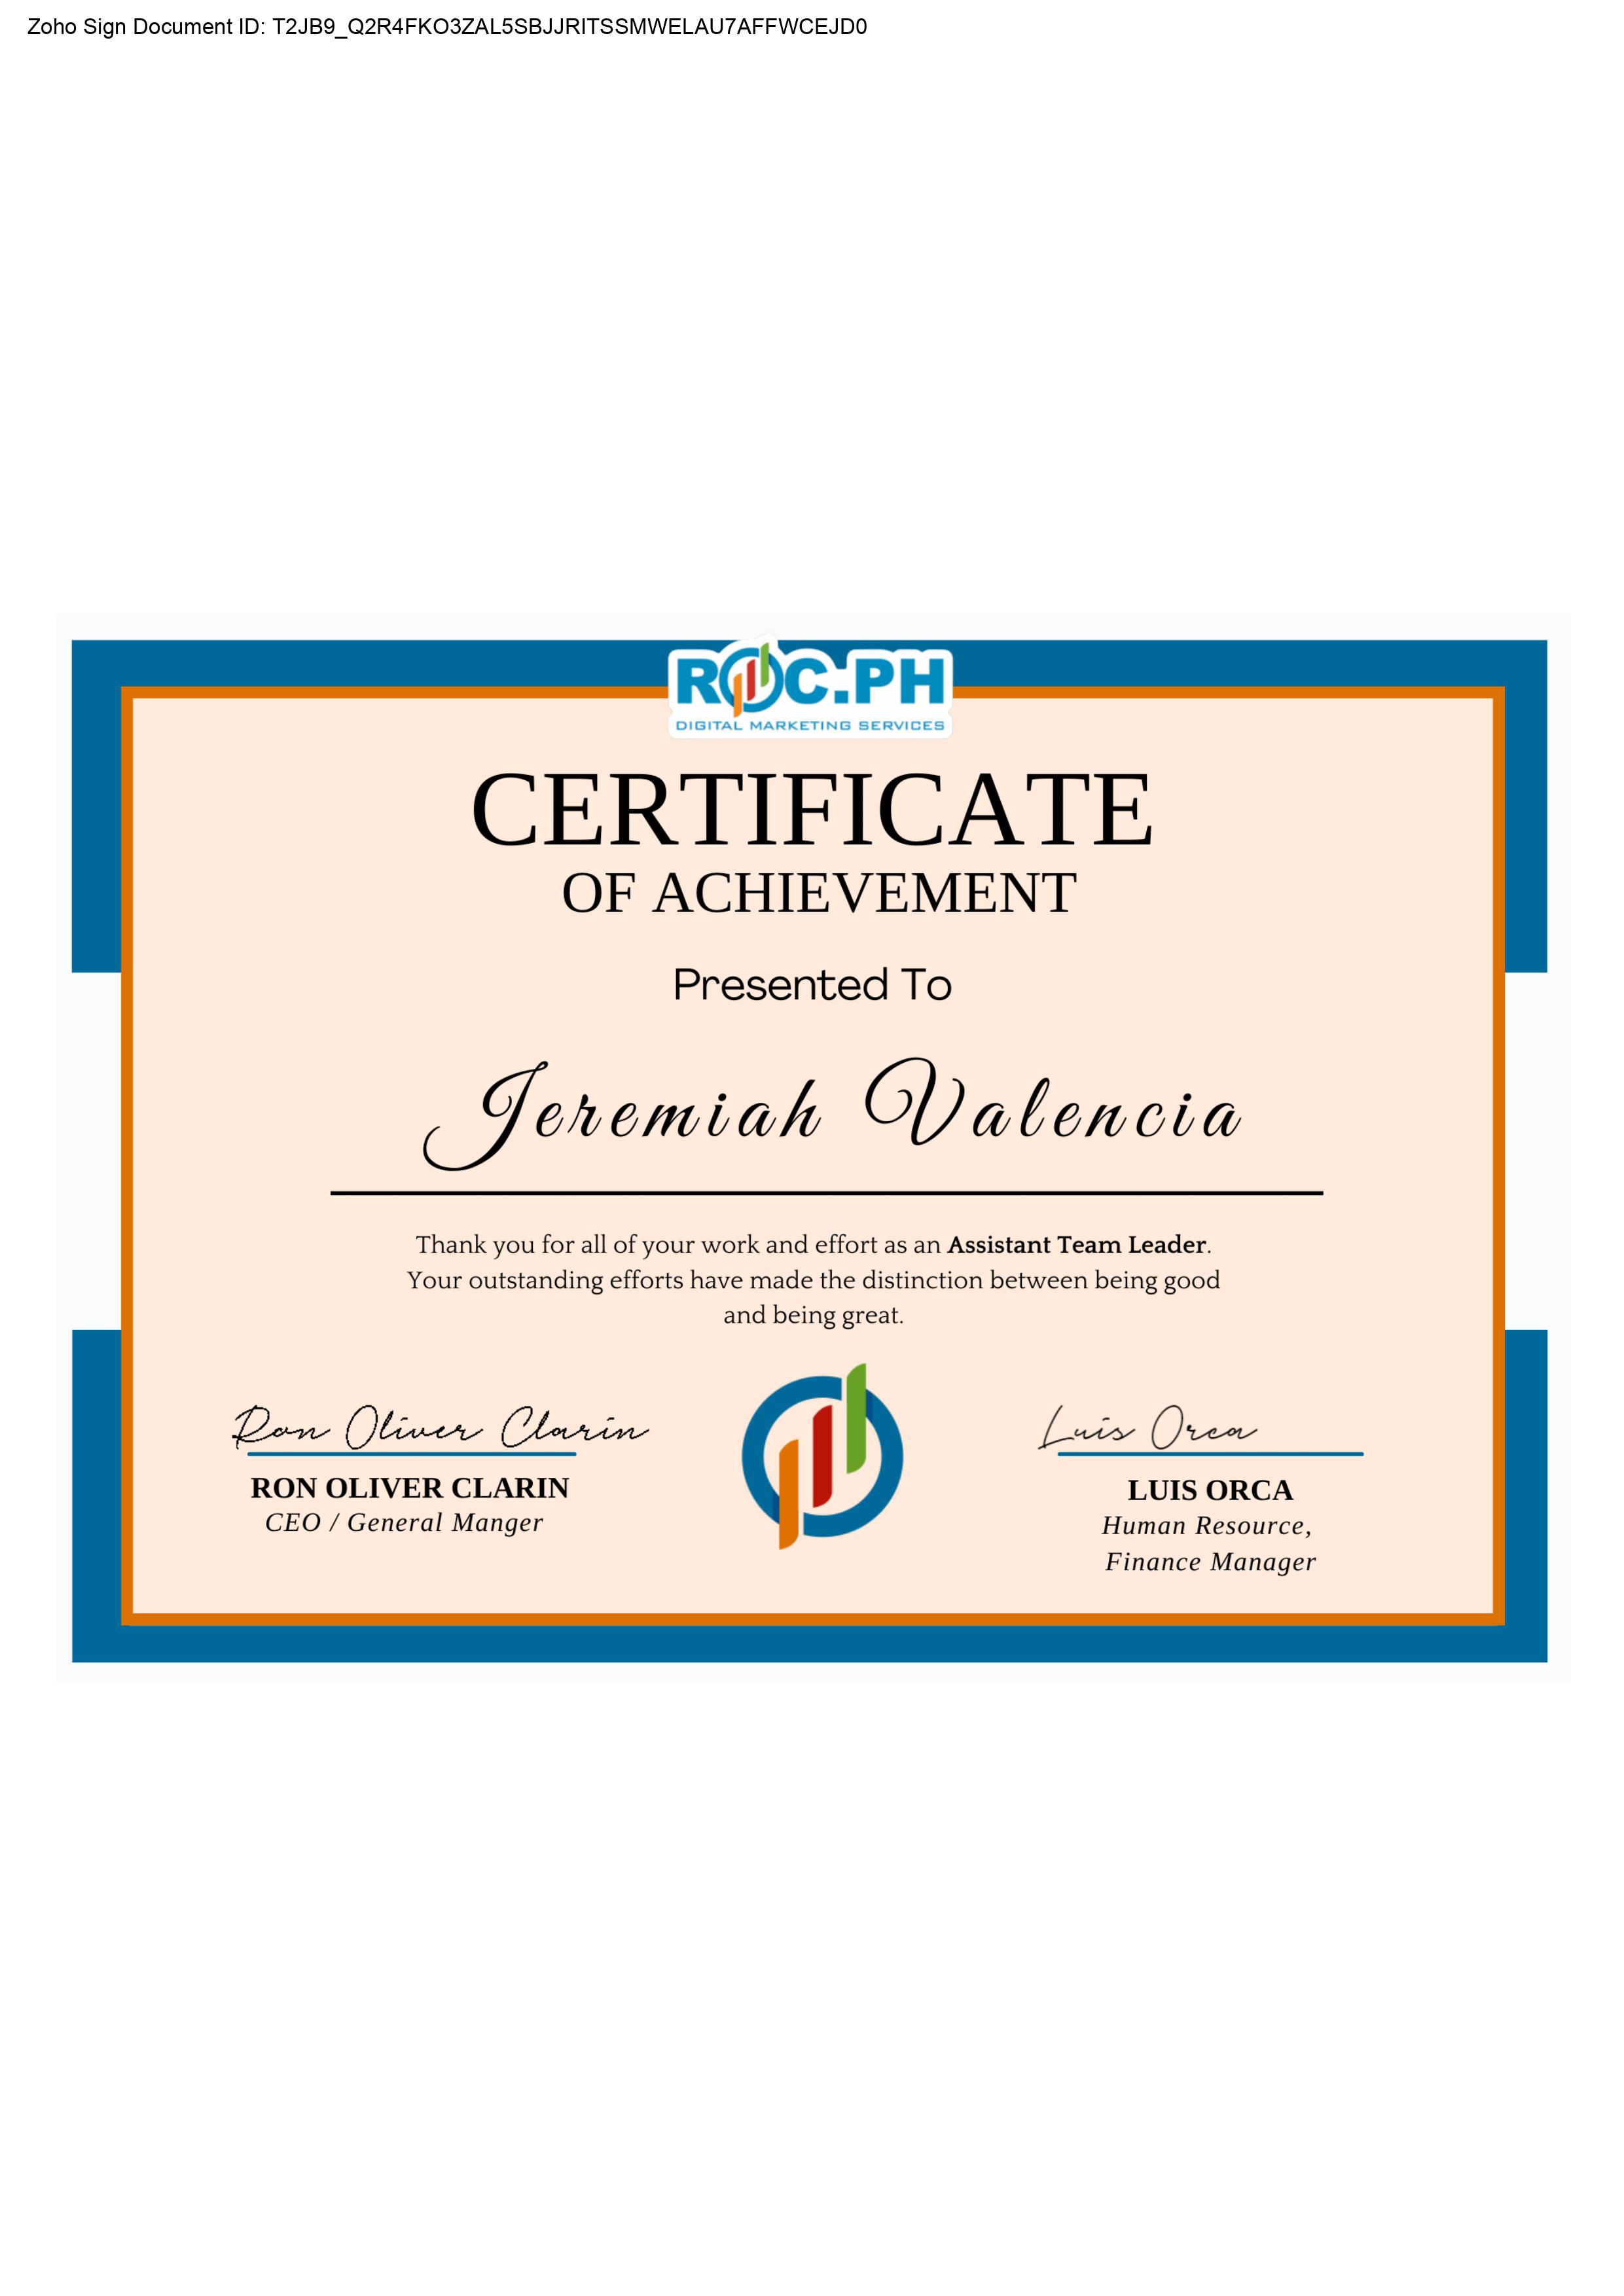 Zoho Sign Document ID: T2JB9_Q2R4FKO3ZAL5SBJJRITSSMWELAU7AFFWCEJD0
ROC.PH
DIGITAL MARKETING SERVICES
CERTIFICATE
OF ACHIEVEMENT
Presented To
Jeremiah Valencia
Thank you for all of your work and effort as an Assistant Team Leader.
Your outstanding efforts have made the distinction between being good
and being great.
Ron Oliver Clarin
RON OLIVER CLARIN
CEO / General Manger
Luis Orca
LUIS ORCA
Human Resource,
Finance Manager